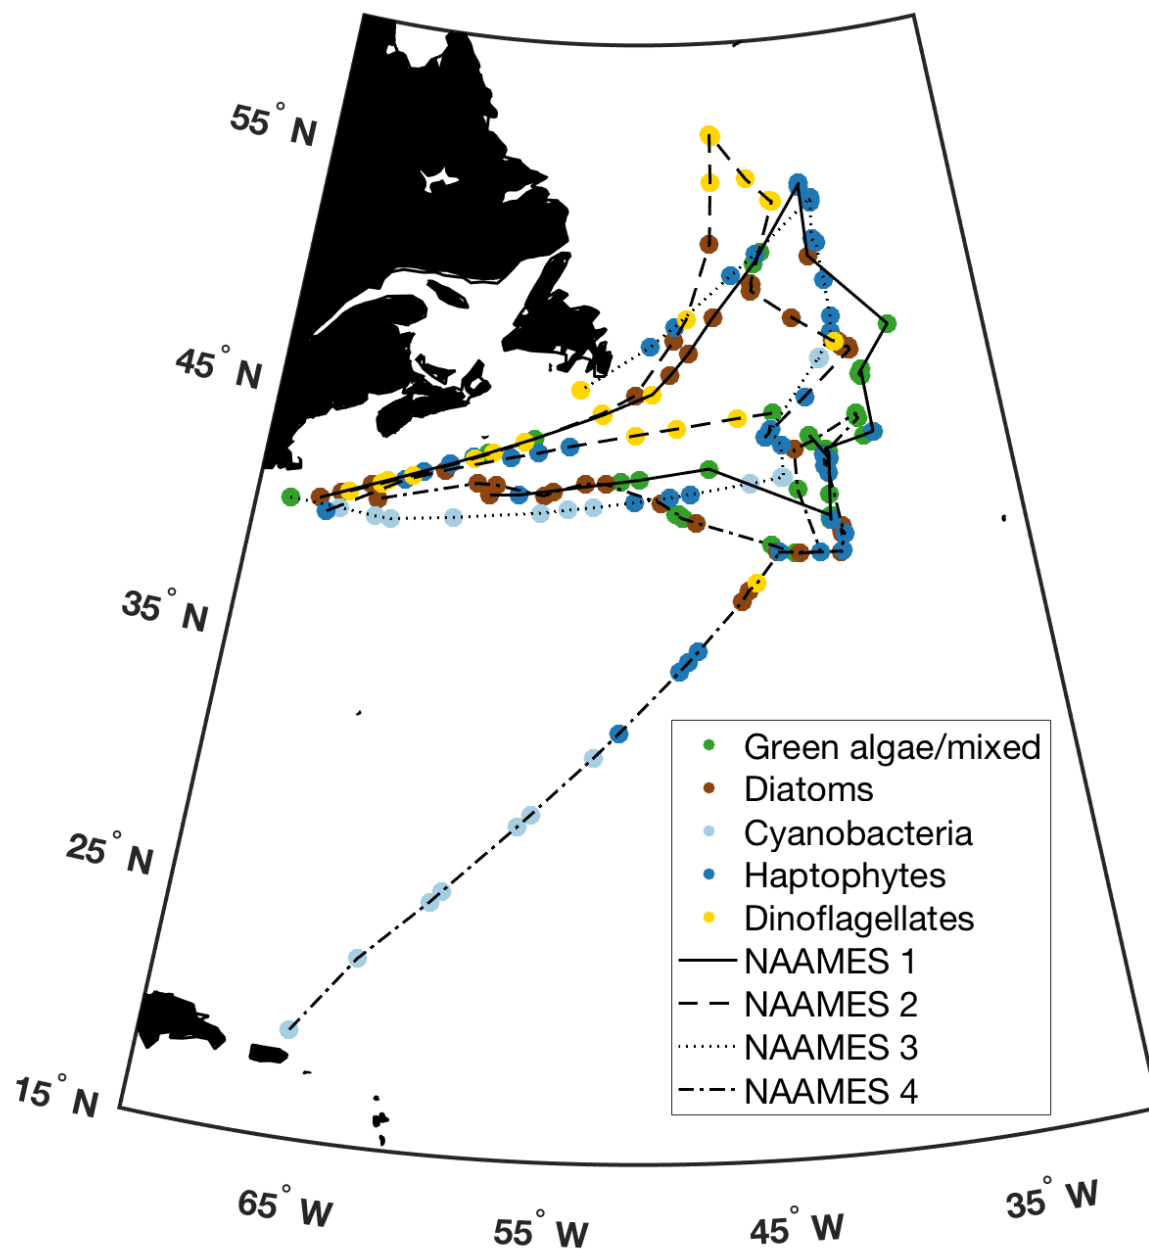 55° N
45° N
35° N
25° N
15° N
Green algae/mixed
Diatoms
Cyanobacteria
Haptophytes
Dinoflagellates
NAAMES 1
NAAMES 2
NAAMES 3
NAAMES 4
65° W
55° W
45° W
35° W